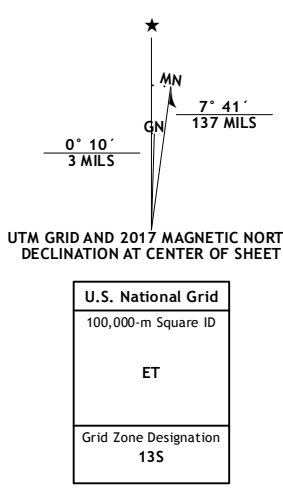 MN
GN
7° 41´
137 MILS
0° 10´
3 MILS
UTM GRID AND 2017 MAGNETIC NORT
DECLINATION AT CENTER OF SHEET
U.S. National Grid
100,000-m Square ID
ET
Grid Zone Designation
13S